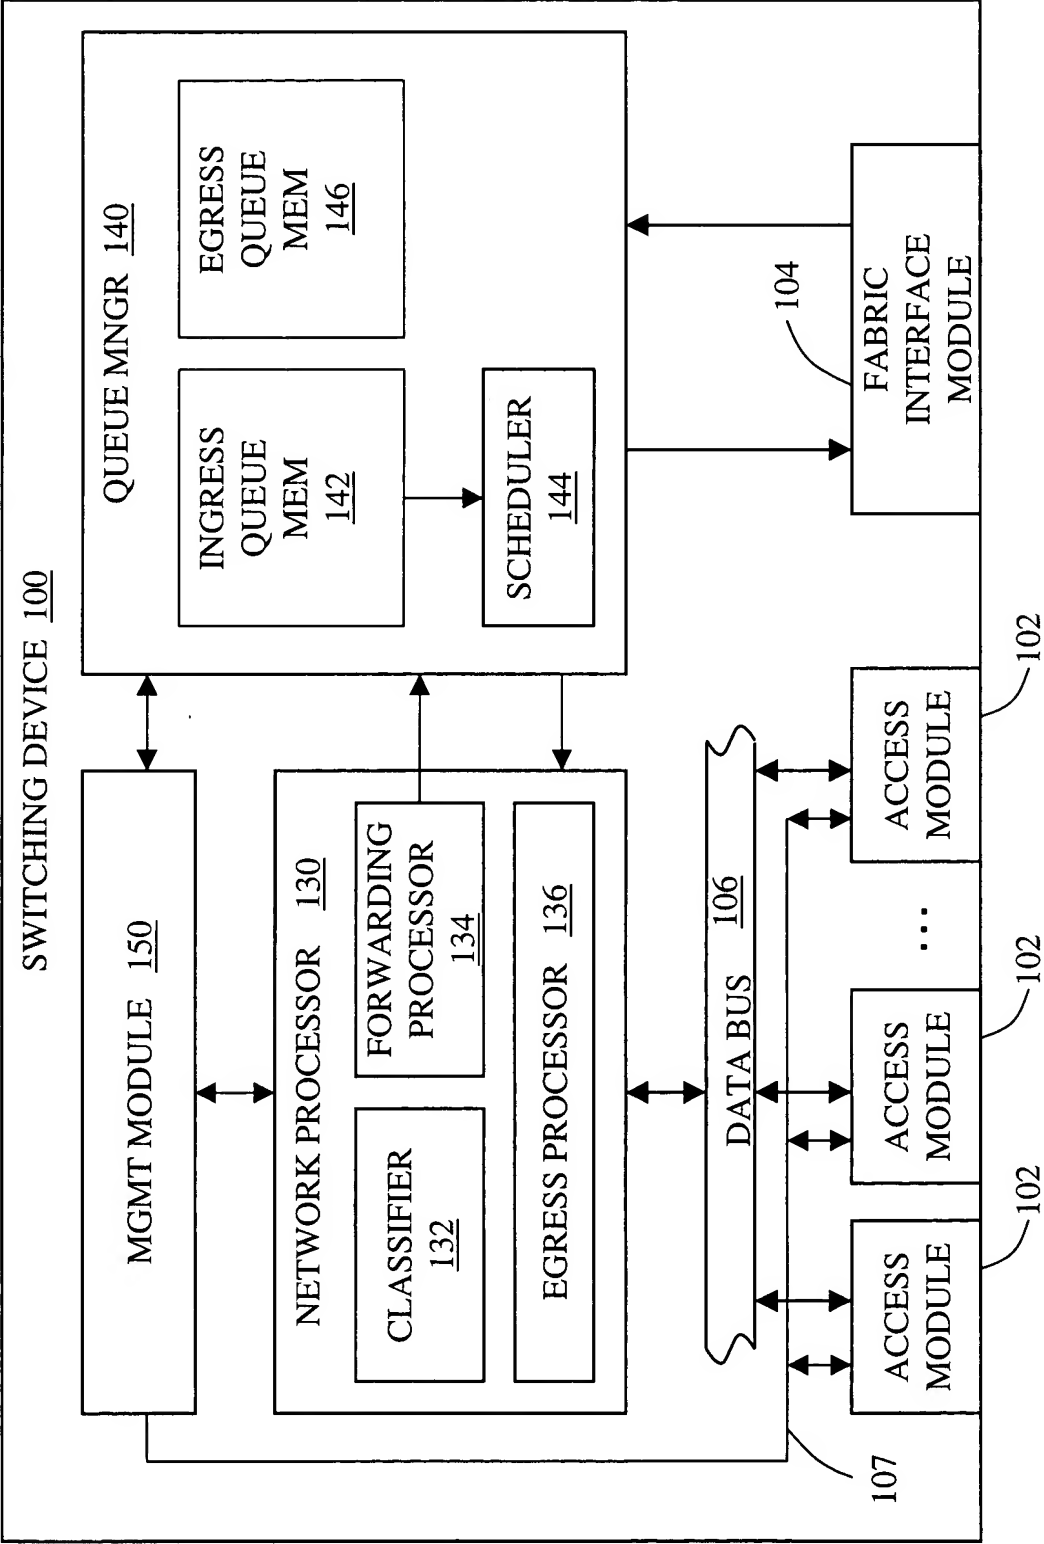 SWITCHING DEVICE 100
MGMT MODULE 150
QUEUE MNGR 140
NETWORK PROCESSOR 130
CLASSIFIER
132
FORWARDING
PROCESSOR
134
EGRESS PROCESSOR 136
INGRESS
QUEUE
MEM
142
EGRESS
QUEUE
MEM
146
SCHEDULER
144
DATA BUS 106
107
104
ACCESS
MODULE
ACCESS
MODULE
...
ACCESS
MODULE
FABRIC
INTERFACE
MODULE
102
102
102